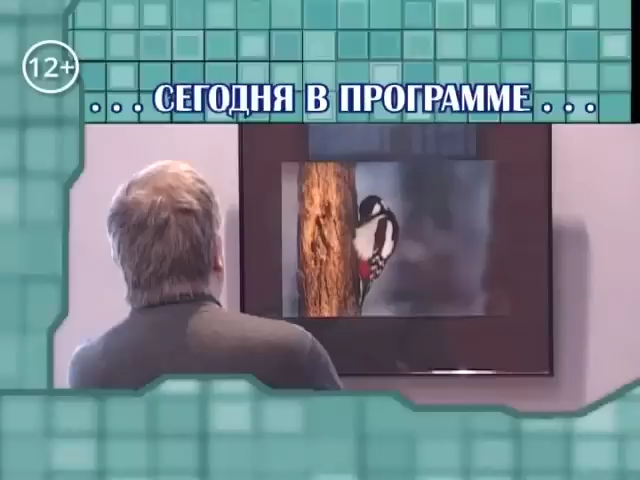 12+
. . . СЕГОДНЯ В ПРОГРАММЕ . . .